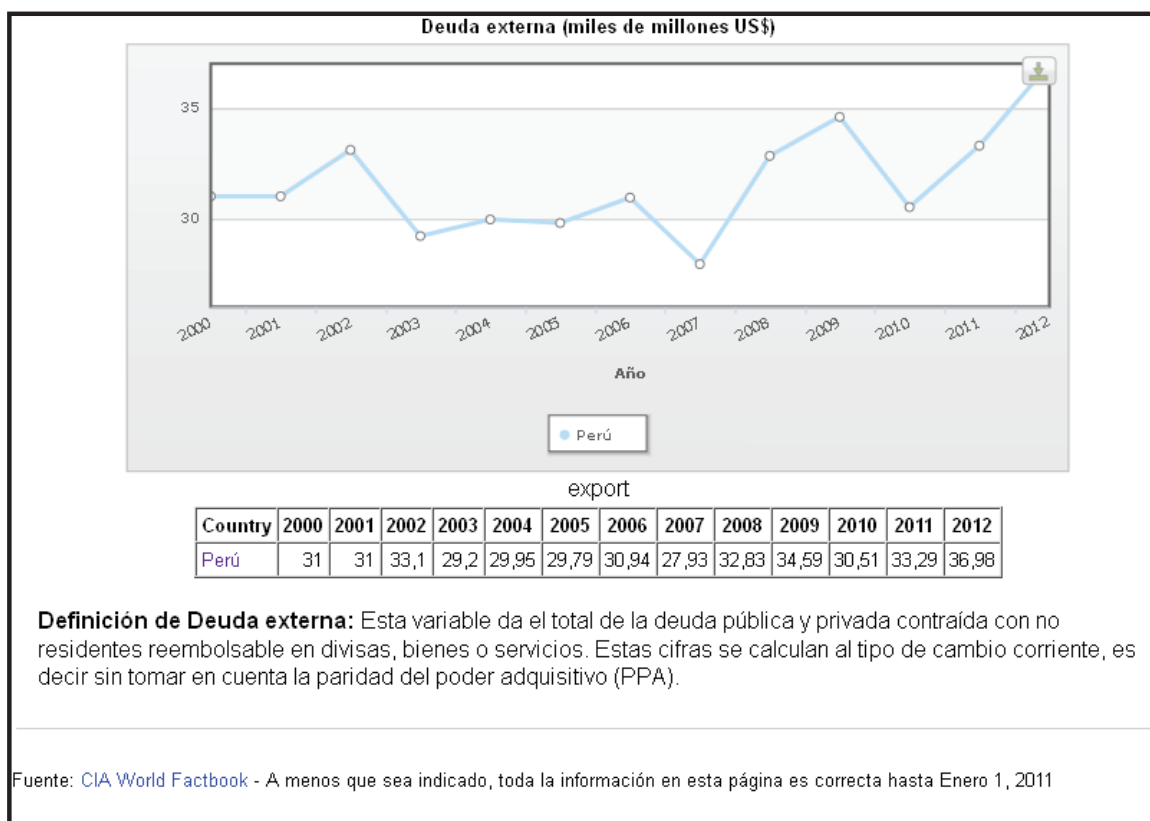 Deuda externa (miles de millones US$)
35
30
2000 2001 2002 2003 2004 2005 2006 2007 2008 2009 2010 2011 2012
Año
Perú
export
Country 2000 2001 2002 2003 2004 2005 2006 2007 2008 2009 2010 2011 2012
Perú 31 31 33,1 29,2 29,95 29,79 30,94 27,93 32,83 34,59 30,51 33,29 36,98
Definición de Deuda externa: Esta variable da el total de la deuda pública y privada contraída con no
residentes reembolsable en divisas, bienes o servicios. Estas cifras se calculan al tipo de cambio corriente, es
decir sin tomar en cuenta la paridad del poder adquisitivo (PPA).
Fuente: CIA World Factbook - A menos que sea indicado, toda la información en esta página es correcta hasta Enero 1, 2011